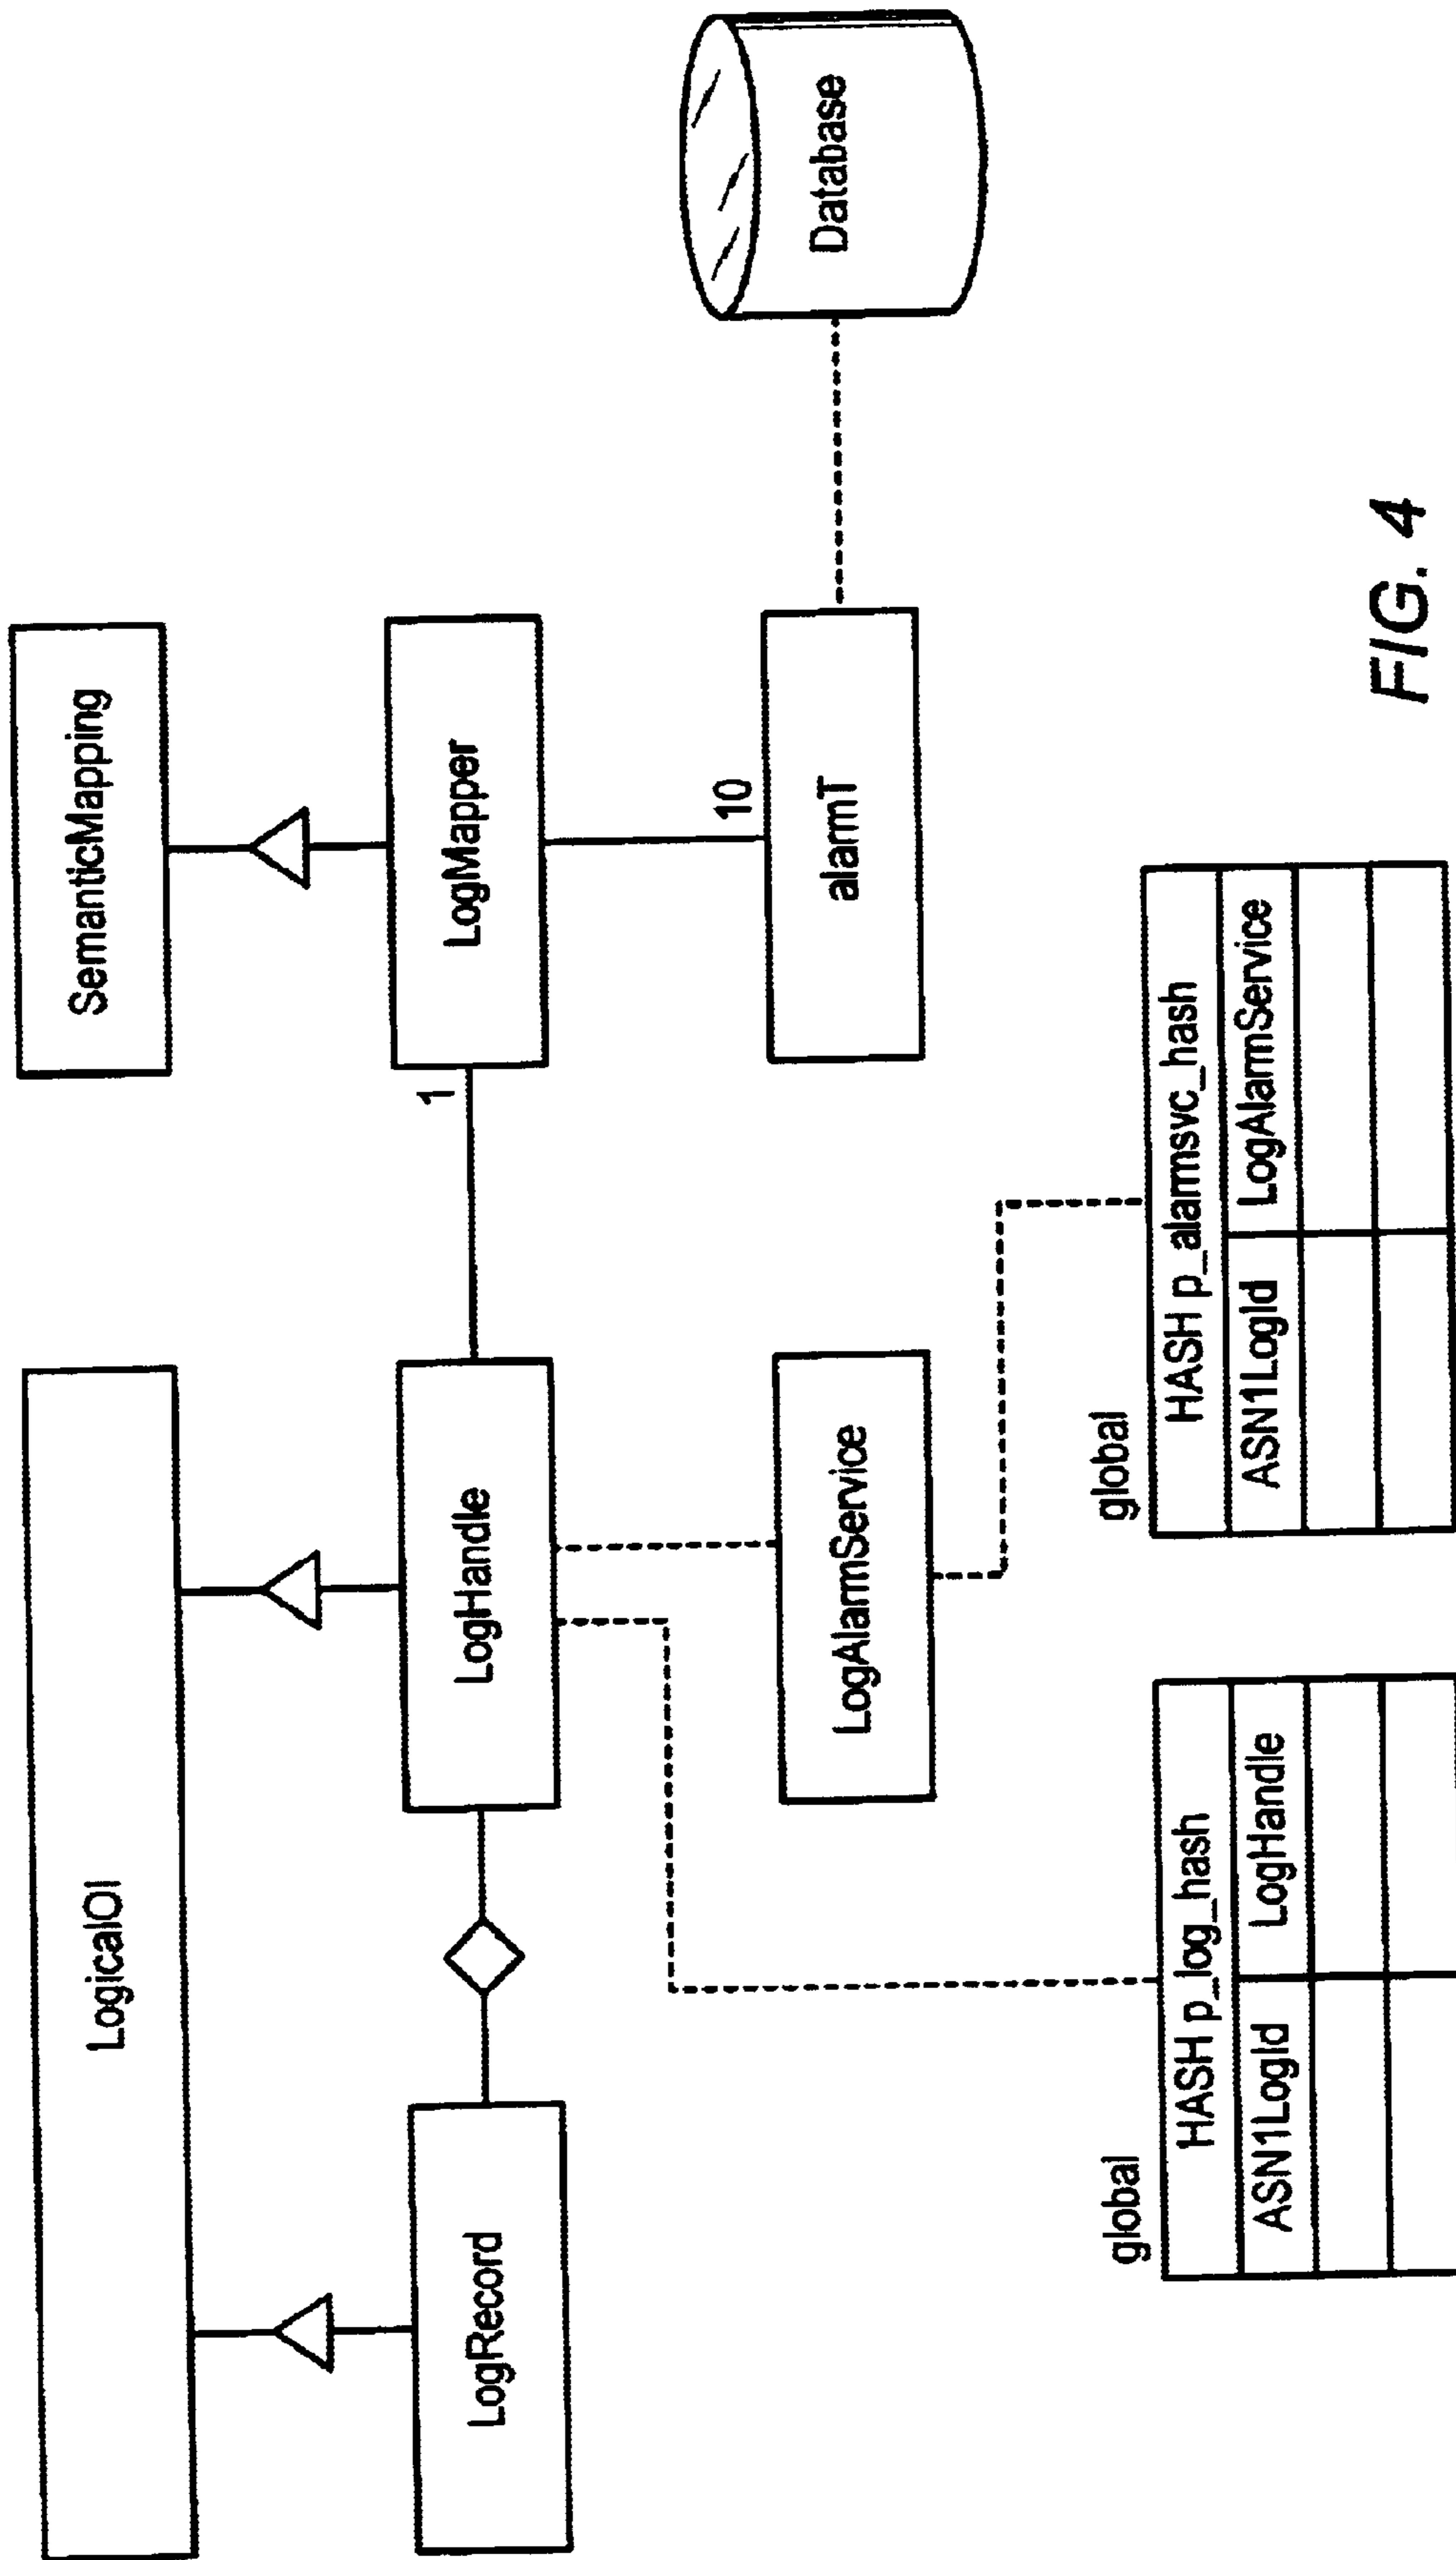 LogicalOI
SemanticMapping
LogRecord
LogHandle
1
LogMapper
10
LogAlarmService
alarmT
Database
global
HASH p_log_hash
ASN1LogId LogHandle
global
HASH p_alarmsvc_hash
ASN1LogId LogAlarmService
FIG. 4